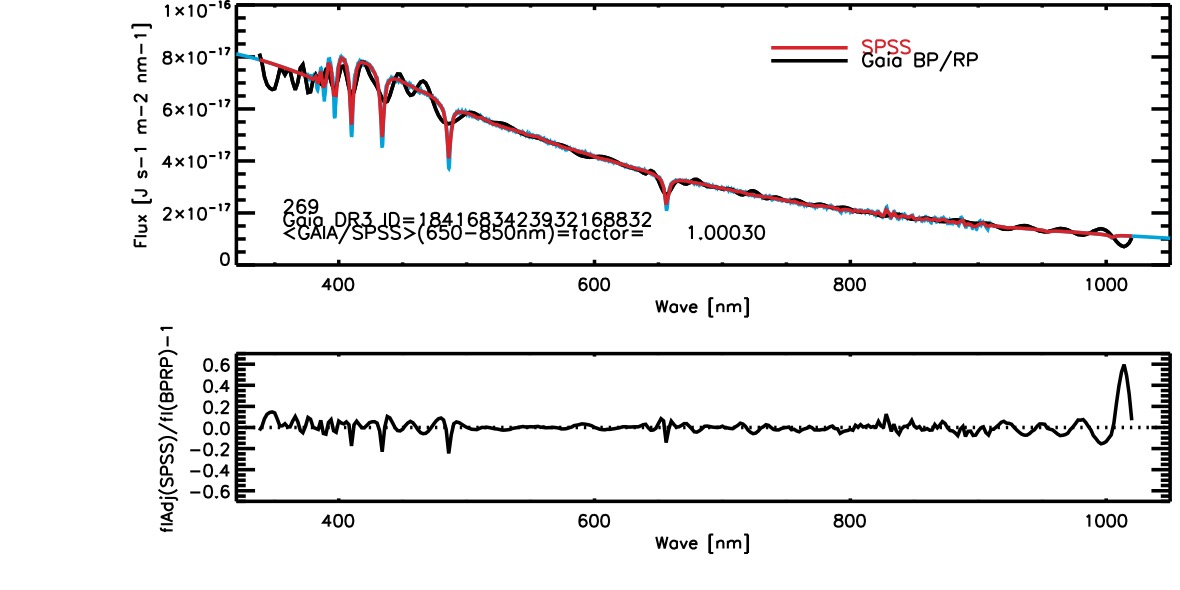 1×10⁻¹⁶
8×10⁻¹⁷
6×10⁻¹⁷
4×10⁻¹⁷
2×10⁻¹⁷
0
Flux [J s−1 m−2 nm−1]
SPSS
Gaia BP/RP
269
Gaia DR3 ID=1841683423932168832
<GAIA/SPSS>(650−850nm)=factor= 1.00030
400 600 800 1000
Wave [nm]
flAdj(SPSS)/fl(BPRP)−1
0.6
0.4
0.2
0.0
−0.2
−0.4
−0.6
400 600 800 1000
Wave [nm]